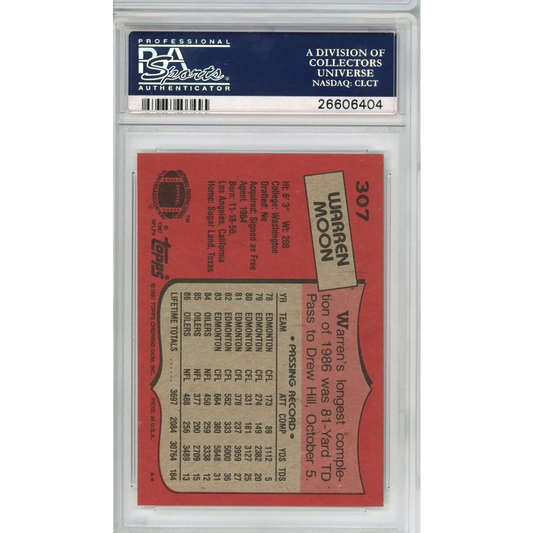 PROFESSIONAL
PSA
Sports
AUTHENTICATOR
A DIVISION OF
COLLECTORS
UNIVERSE
NASDAQ: CLCT
26606404
307
WARREN
MOON
Ht: 6' 3" Wt: 208
College: Washington
Drafted: No
Acquired: Signed as Free
Agent, 1984
Born: 11-18-56,
Los Angeles, California
Home: Sugar Land, Texas
Warren's longest comple-
tion of 1986 was 81-Yard TD
Pass to Drew Hill, October 5.
• PASSING RECORD •
YR TEAM ATT COMP YDS TDS
78 EDMONTON CFL 173 89 1112 5
79 EDMONTON CFL 274 149 2382 20
80 EDMONTON CFL 331 181 3127 25
81 EDMONTON CFL 378 237 3959 27
82 EDMONTON CFL 562 333 5000 36
83 EDMONTON CFL 664 380 5648 31
84 OILERS NFL 450 259 3338 12
85 OILERS NFL 377 200 2709 15
86 OILERS NFL 488 256 3489 13
LIFETIME TOTALS 3697 2084 30764 184
topps
© 1987 TOPPS CHEWING GUM, INC. PRTD. IN U.S.A.